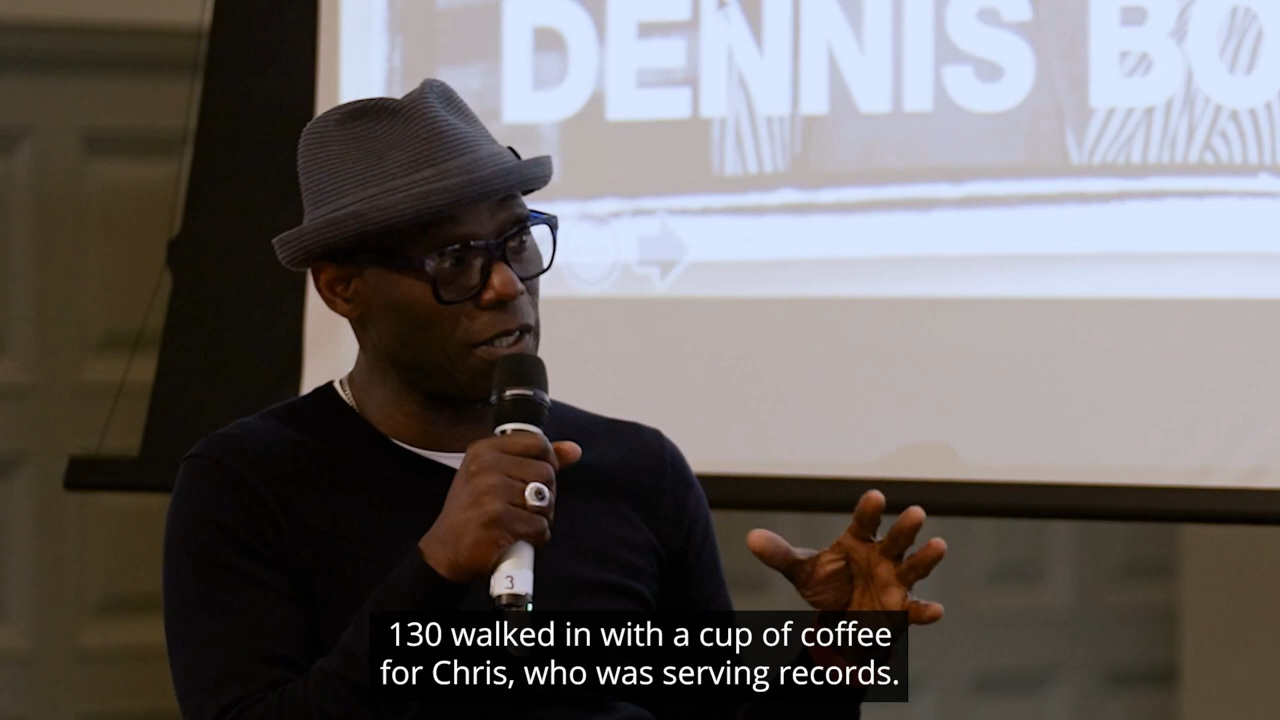 DENNIS BO
3
130 walked in with a cup of coffee
for Chris, who was serving records.